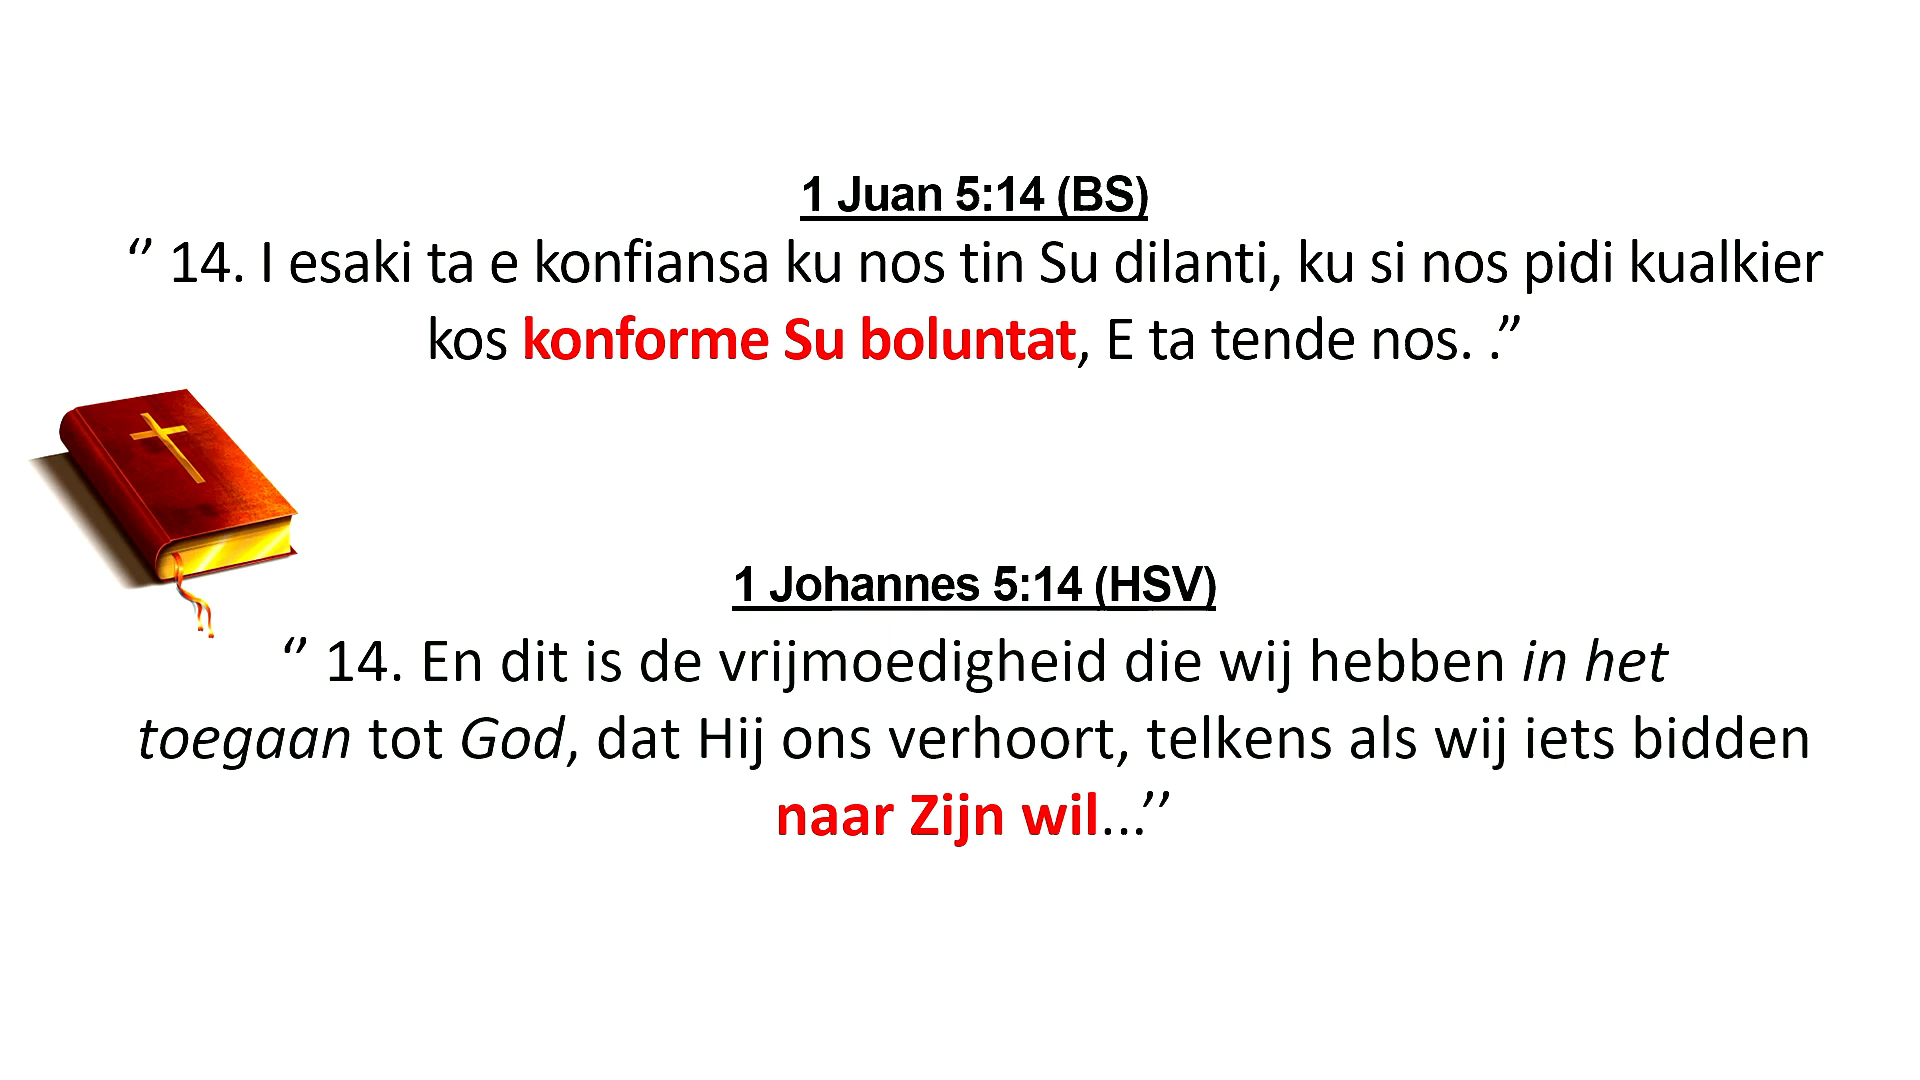 1 Juan 5:14 (BS)
“ 14. I esaki ta e konfiansa ku nos tin Su dilanti, ku si nos pidi kualkier
kos konforme Su boluntat, E ta tende nos. .”
1 Johannes 5:14 (HSV)
“ 14. En dit is de vrijmoedigheid die wij hebben in het
toegaan tot God, dat Hij ons verhoort, telkens als wij iets bidden
naar Zijn wil...’’